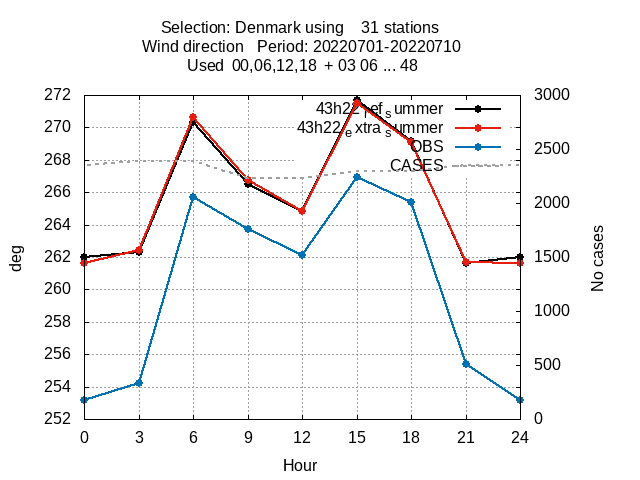 Selection: Denmark using 31 stations
Wind direction Period: 20220701-20220710
Used 00,06,12,18 + 03 06 ... 48
272 3000
43h22_ref_summer
43h22_extra_summer
270
OBS
2500
268
CASES
266
264 2000
262 1500
260
258 1000
256
500
254
252 0
deg
No cases
0 3 6 9 12 15 18 21 24
Hour